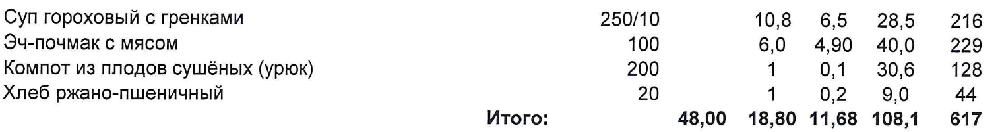 Суп гороховый с гренками 250/10 10,8 6,5 28,5 216
Эч-почмак с мясом 100 6,0 4,90 40,0 229
Компот из плодов сушёных (урюк) 200 1 0,1 30,6 128
Хлеб ржано-пшеничный 20 1 0,2 9,0 44
Итого: 48,00 18,80 11,68 108,1 617